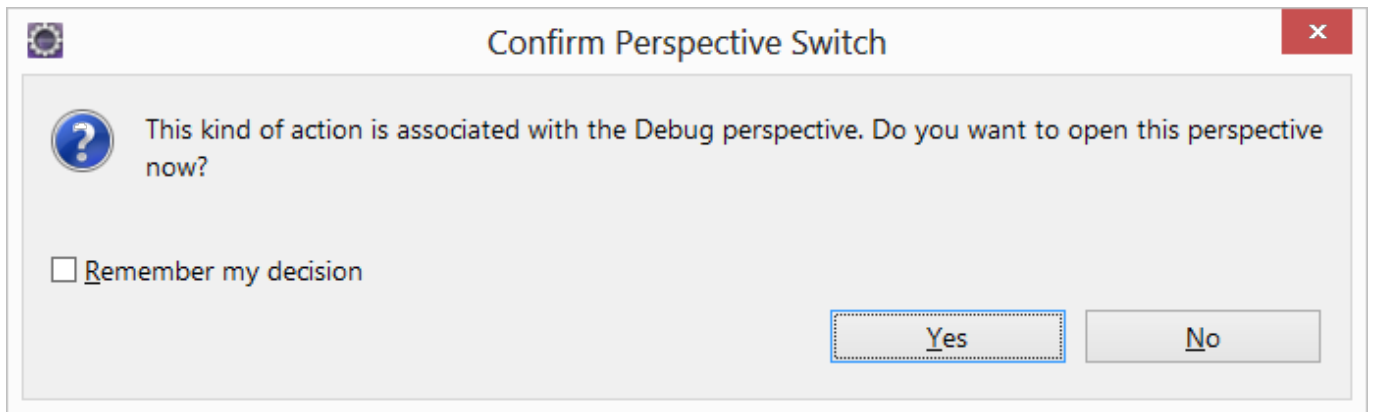 Confirm Perspective Switch
x
This kind of action is associated with the Debug perspective. Do you want to open this perspective
now?
Remember my decision
Yes
No